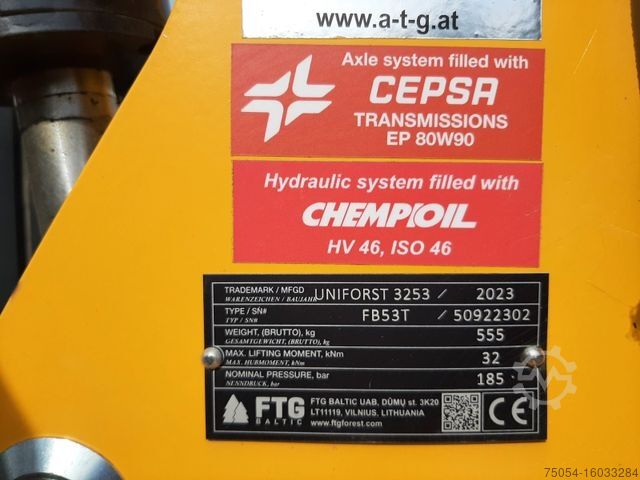 www.a-t-g.at
Axle system filled with
CEPSA
TRANSMISSIONS
EP 80W90
Hydraulic system filled with
CHEMPIOIL
HV 46, ISO 46
TRADEMARK / MFGD UNIFORST 3253 / 2023
WARENZEICHEN / BAUJAHR
TYPE / SN# FB53T / 50922302
TYP / SN#
WEIGHT, (BRUTTO), kg 555
GESAMTGEWICHT, (BRUTTO), kg
MAX. LIFTING MOMENT, kNm 32
MAX. HUBMOMENT, kNm
NOMINAL PRESSURE, bar 185
NENNDRUCK, bar
FTG BALTIC
FTG BALTIC UAB, DŪMŲ st. 3K20
LT11119, VILNIUS, LITHUANIA
www.ftgforest.com
CE
75054-16033284